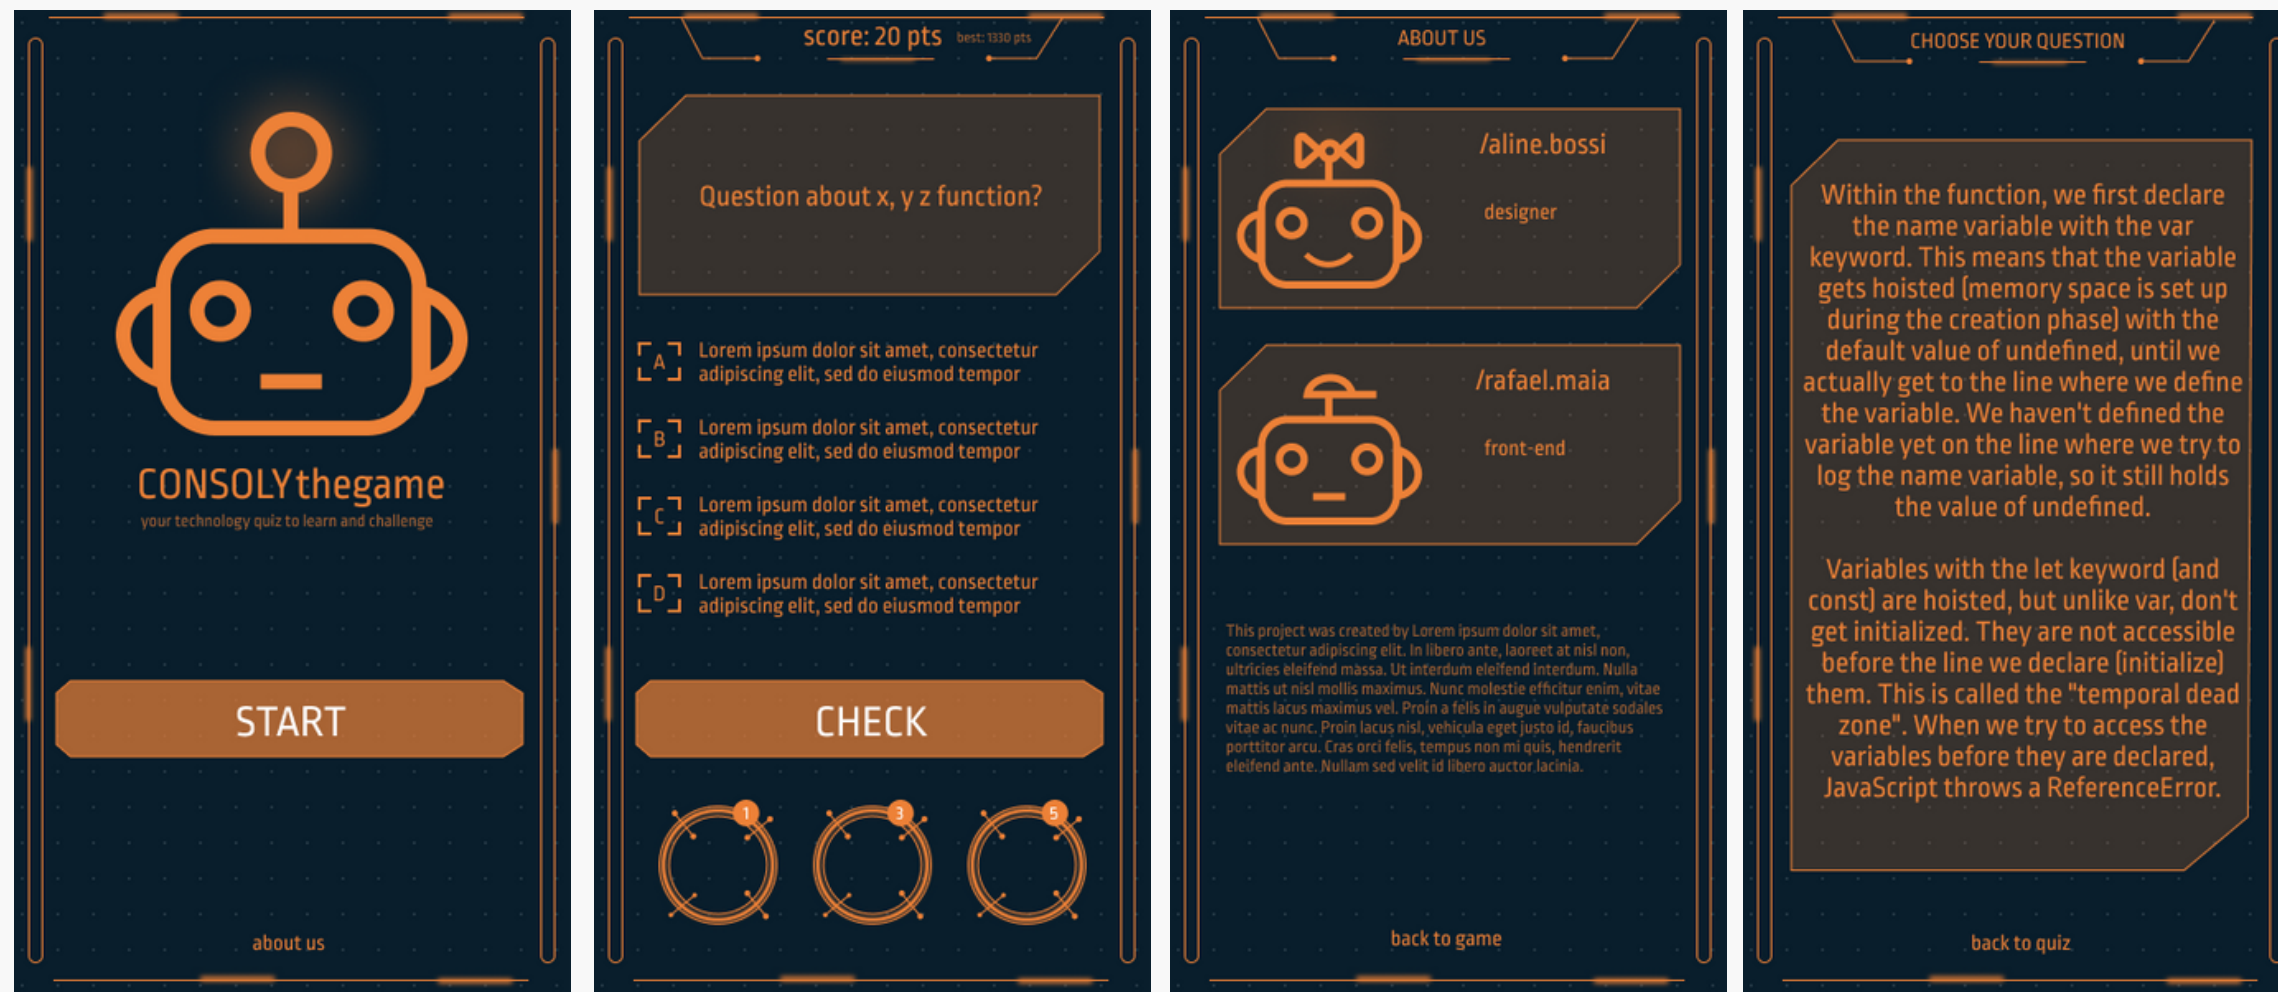 CONSOLYthegame
your technology quiz to learn and challenge
START
about us
score: 20 pts best: 1330 pts
Question about x, y z function?
A
Lorem ipsum dolor sit amet, consectetur
adipiscing elit, sed do eiusmod tempor
B
Lorem ipsum dolor sit amet, consectetur
adipiscing elit, sed do eiusmod tempor
C
Lorem ipsum dolor sit amet, consectetur
adipiscing elit, sed do eiusmod tempor
D
Lorem ipsum dolor sit amet, consectetur
adipiscing elit, sed do eiusmod tempor
CHECK
1
3
5
ABOUT US
/aline.bossi
designer
/rafael.maia
front-end
This project was created by Lorem ipsum dolor sit amet,
consectetur adipiscing elit. In libero ante, laoreet at nisl non,
ultricies eleifend massa. Ut interdum eleifend interdum. Nulla
mattis ut nisl mollis maximus. Nunc molestie efficitur enim, vitae
mattis lacus maximus vel. Proin a felis in augue vulputate sodales
vitae ac nunc. Proin lacus nisl, vehicula eget justo id, faucibus
porttitor arcu. Cras orci felis, tempus non mi quis, hendrerit
eleifend ante. Nullam sed velit id libero auctor lacinia.
back to game
CHOOSE YOUR QUESTION
Within the function, we first declare
the name variable with the var
keyword. This means that the variable
gets hoisted (memory space is set up
during the creation phase) with the
default value of undefined, until we
actually get to the line where we define
the variable. We haven't defined the
variable yet on the line where we try to
log the name variable, so it still holds
the value of undefined.
Variables with the let keyword (and
const) are hoisted, but unlike var, don't
get initialized. They are not accessible
before the line we declare (initialize)
them. This is called the "temporal dead
zone". When we try to access the
variables before they are declared,
JavaScript throws a ReferenceError.
back to quiz